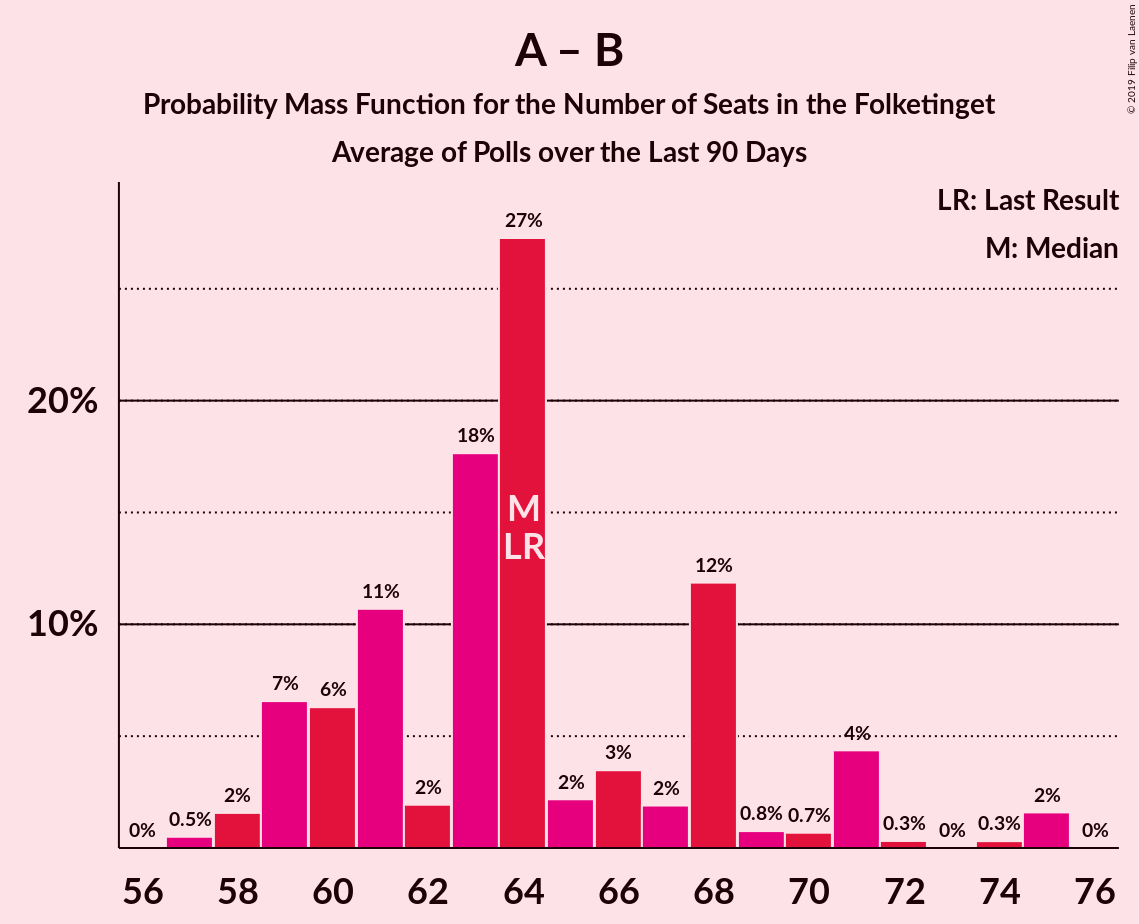 A – B
Probability Mass Function for the Number of Seats in the Folketinget
Average of Polls over the Last 90 Days
© 2019 Filip van Laenen
LR: Last Result
M: Median
20%
10%
0%
0.5%
2%
7%
6%
11%
2%
18%
27%
M
LR
2%
3%
2%
12%
0.8%
0.7%
4%
0.3%
0%
0.3%
2%
0%
56 58 60 62 64 66 68 70 72 74 76